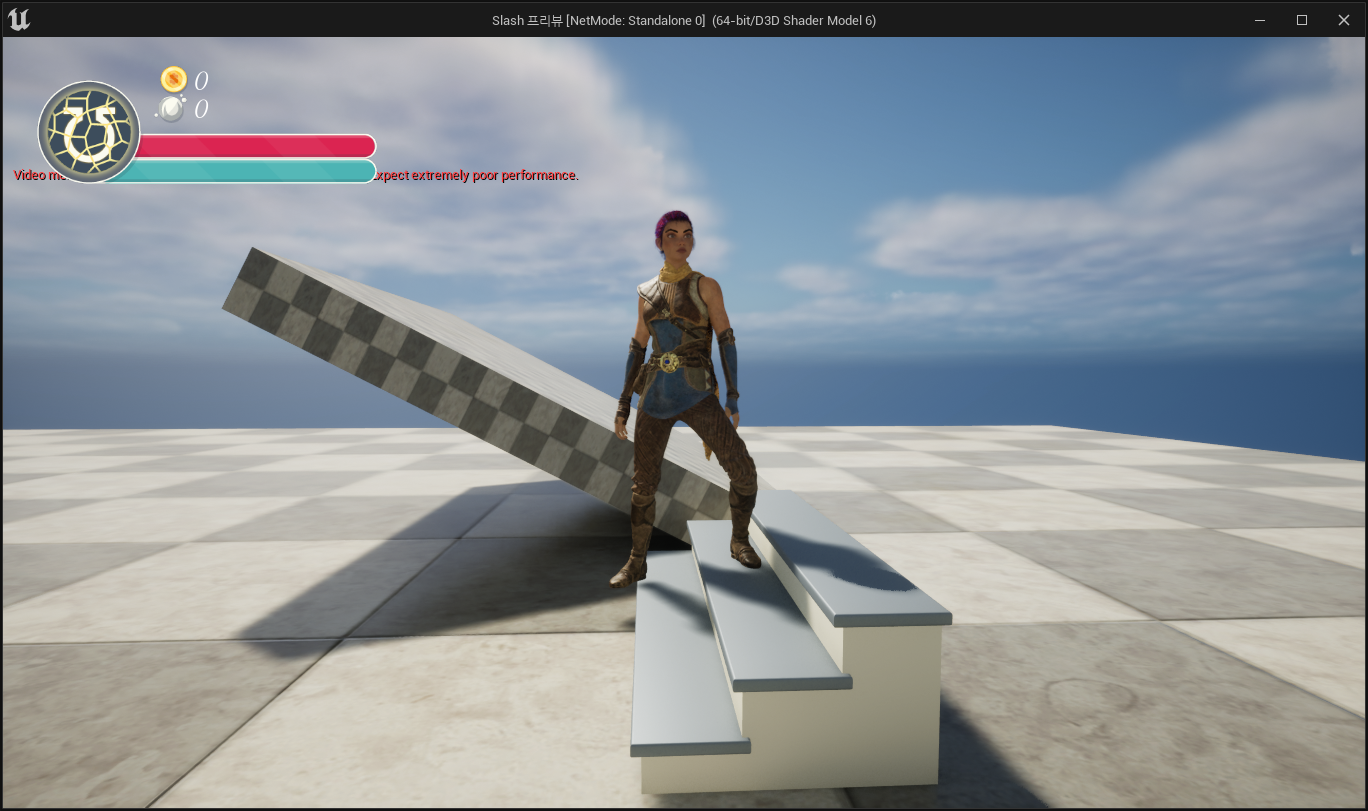 Slash 프리뷰 [NetMode: Standalone 0] (64-bit/D3D Shader Model 6)
0
0
Video xpect extremely poor performance.